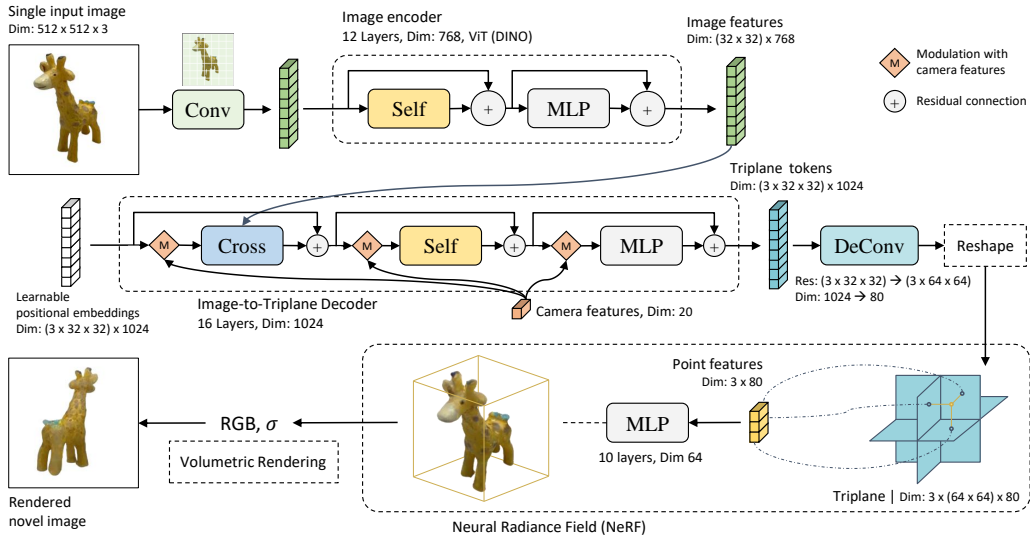 Single input image
Dim: 512 x 512 x 3
Conv
Image encoder
12 Layers, Dim: 768, ViT (DINO)
Self
+
MLP
+
Image features
Dim: (32 x 32) x 768
M
Modulation with
camera features
+
Residual connection
Learnable
positional embeddings
Dim: (3 x 32 x 32) x 1024
M
Cross
+
M
Self
+
M
MLP
+
Image-to-Triplane Decoder
16 Layers, Dim: 1024
Camera features, Dim: 20
Triplane tokens
Dim: (3 x 32 x 32) x 1024
DeConv
Reshape
Res: (3 x 32 x 32) → (3 x 64 x 64)
Dim: 1024 → 80
Rendered
novel image
RGB, σ
Volumetric Rendering
MLP
10 layers, Dim 64
Point features
Dim: 3 x 80
Triplane | Dim: 3 x (64 x 64) x 80
Neural Radiance Field (NeRF)